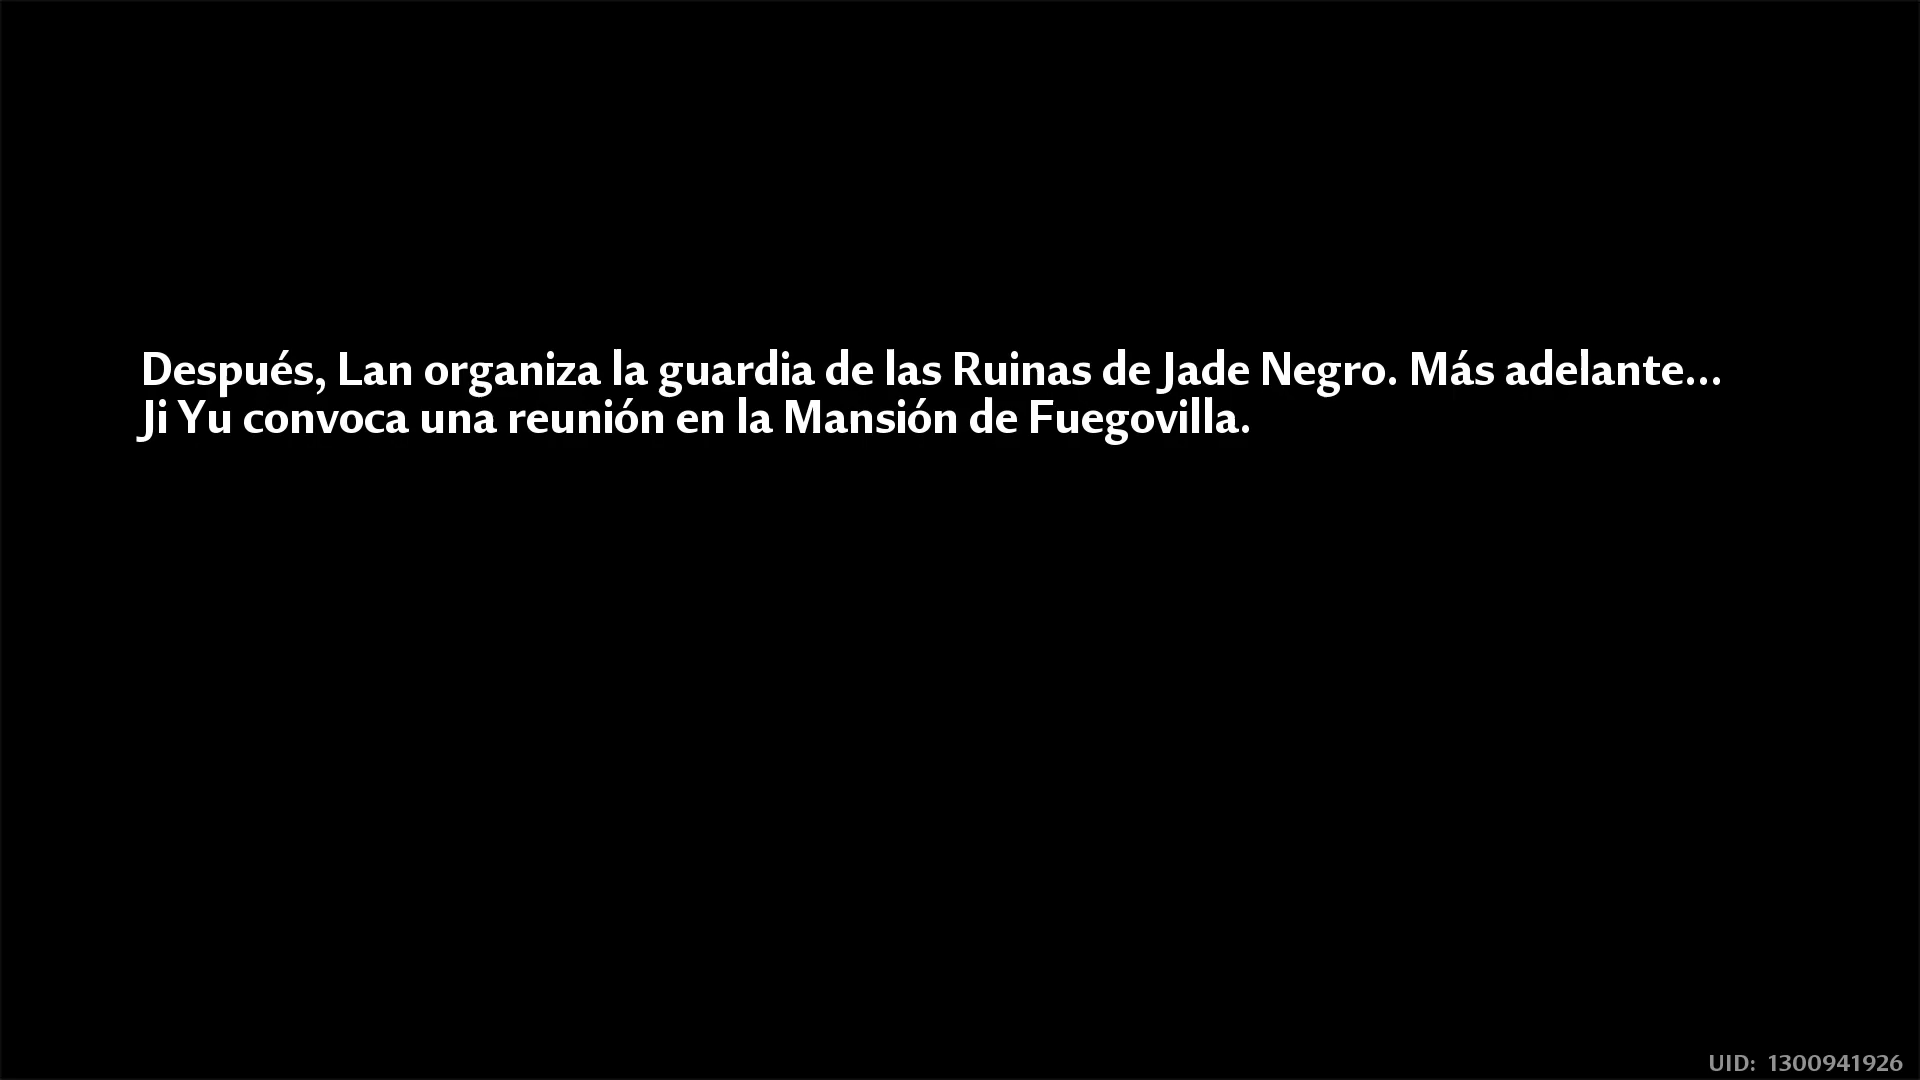 Después, Lan organiza la guardia de las Ruinas de Jade Negro. Más adelante...
Ji Yu convoca una reunión en la Mansión de Fuegovilla.
UID: 1300941926